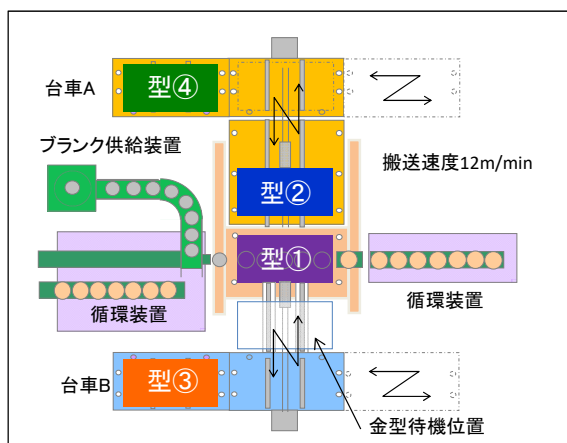 台車A
型④
ブランク供給装置
搬送速度12m/min
型②
型①
循環装置
循環装置
台車B
型③
金型待機位置